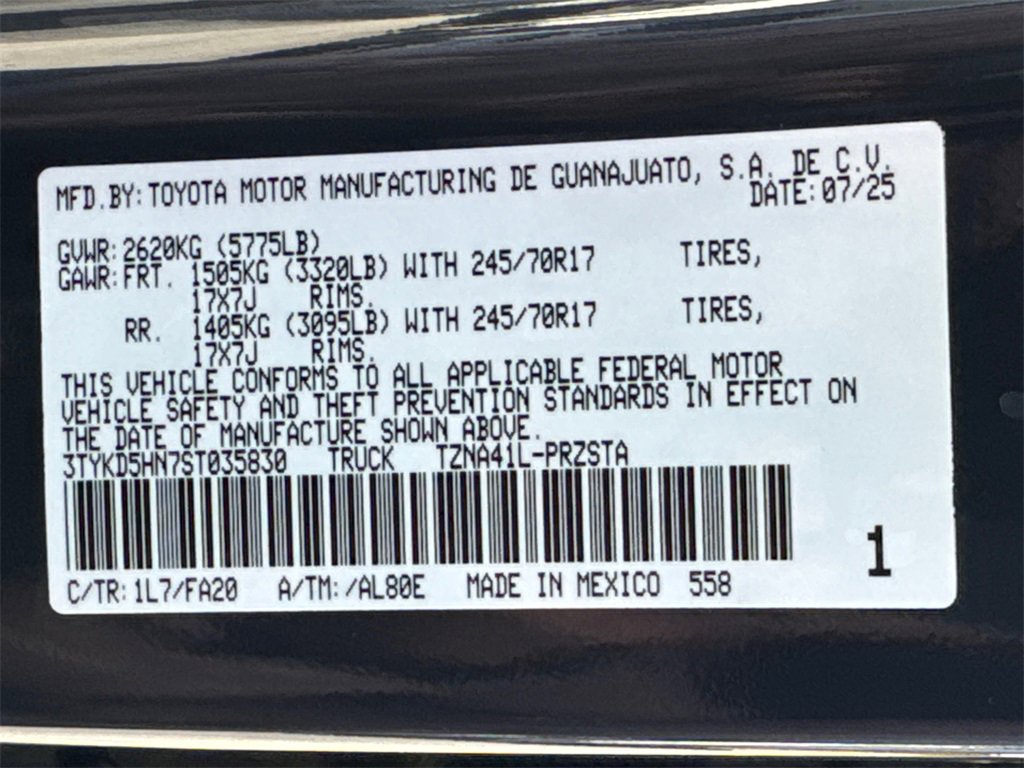 MFD.BY: TOYOTA MOTOR MANUFACTURING DE GUANAJUATO, S.A. DE C.V.
DATE: 07/25
GVWR: 2620KG (5775LB)
GAWR: FRT. 1505KG (3320LB) WITH 245/70R17 TIRES,
17X7J RIMS.
RR. 1405KG (3095LB) WITH 245/70R17 TIRES,
17X7J RIMS.
THIS VEHICLE CONFORMS TO ALL APPLICABLE FEDERAL MOTOR
VEHICLE SAFETY AND THEFT PREVENTION STANDARDS IN EFFECT ON
THE DATE OF MANUFACTURE SHOWN ABOVE.
3TYKD5HN7ST035830 TRUCK TZNA41L-PRZSTA
C/TR: 1L7/FA20 A/TM: /AL80E MADE IN MEXICO 558
1